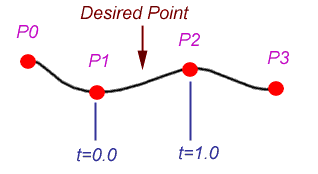 Desired Point
P0
P1
P2
P3
t=0.0
t=1.0